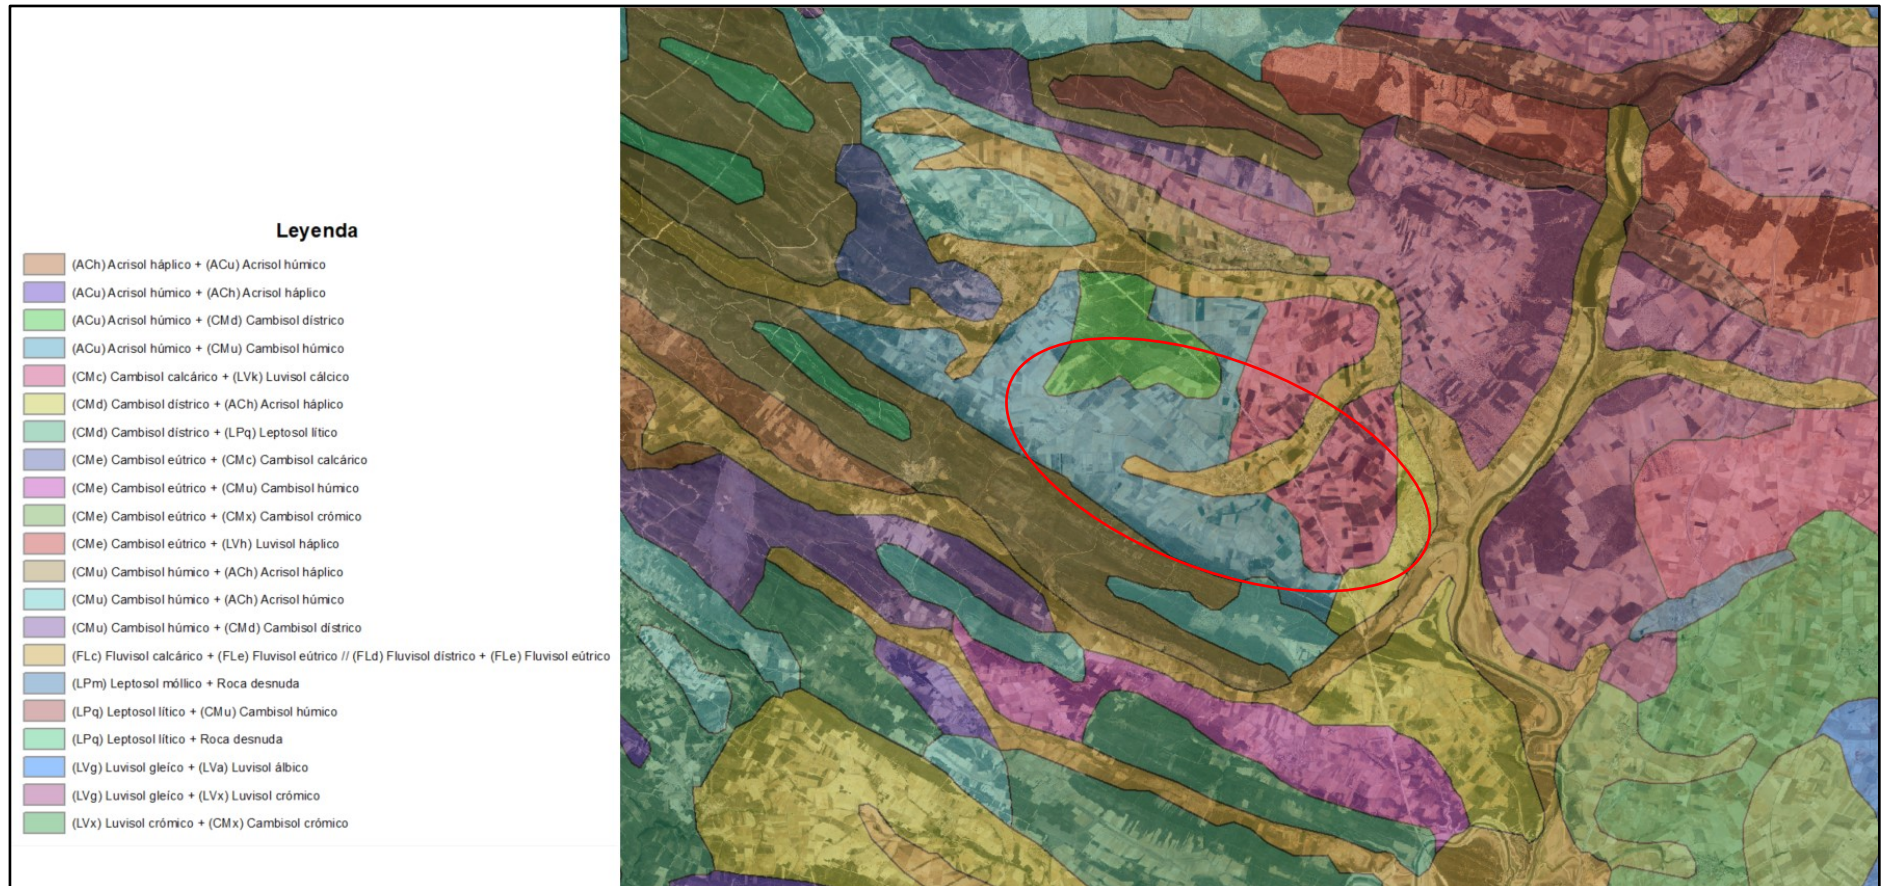 Leyenda
(ACh) Acrisol háplico + (ACu) Acrisol húmico
(ACu) Acrisol húmico + (ACh) Acrisol háplico
(ACu) Acrisol húmico + (CMd) Cambisol dístrico
(ACu) Acrisol húmico + (CMu) Cambisol húmico
(CMc) Cambisol calcárico + (LVk) Luvisol cálcico
(CMd) Cambisol dístrico + (ACh) Acrisol háplico
(CMd) Cambisol dístrico + (LPq) Leptosol lítico
(CMe) Cambisol eútrico + (CMc) Cambisol calcárico
(CMe) Cambisol eútrico + (CMu) Cambisol húmico
(CMe) Cambisol eútrico + (CMx) Cambisol crómico
(CMe) Cambisol eútrico + (LVh) Luvisol háplico
(CMu) Cambisol húmico + (ACh) Acrisol háplico
(CMu) Cambisol húmico + (ACh) Acrisol húmico
(CMu) Cambisol húmico + (CMd) Cambisol dístrico
(FLc) Fluvisol calcárico + (FLe) Fluvisol eútrico // (FLd) Fluvisol dístrico + (FLe) Fluvisol eútrico
(LPm) Leptosol móllico + Roca desnuda
(LPq) Leptosol lítico + (CMu) Cambisol húmico
(LPq) Leptosol lítico + Roca desnuda
(LVg) Luvisol gleíco + (LVa) Luvisol álbico
(LVg) Luvisol gleíco + (LVx) Luvisol crómico
(LVx) Luvisol crómico + (CMx) Cambisol crómico